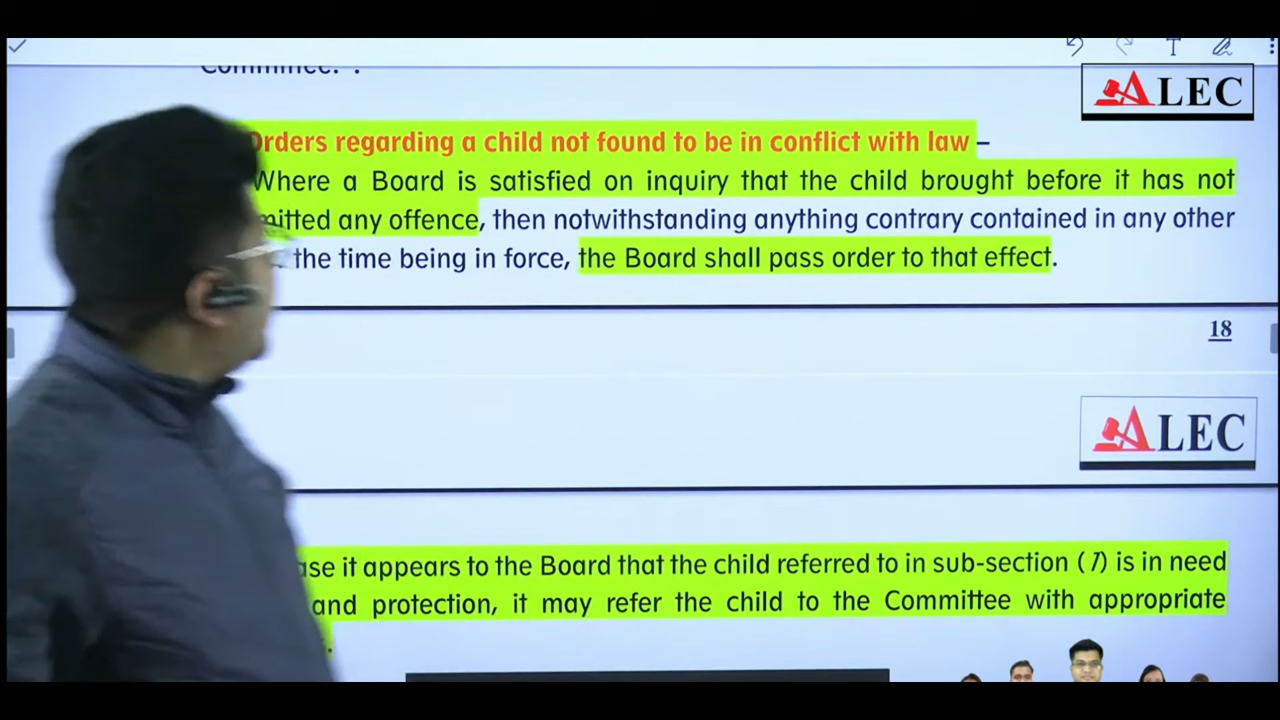 Committee. .
ALEC
Orders regarding a child not found to be in conflict with law –
Where a Board is satisfied on inquiry that the child brought before it has not
mitted any offence, then notwithstanding anything contrary contained in any other
the time being in force, the Board shall pass order to that effect.
18
ALEC
ase it appears to the Board that the child referred to in sub-section (1) is in need
and protection, it may refer the child to the Committee with appropriate